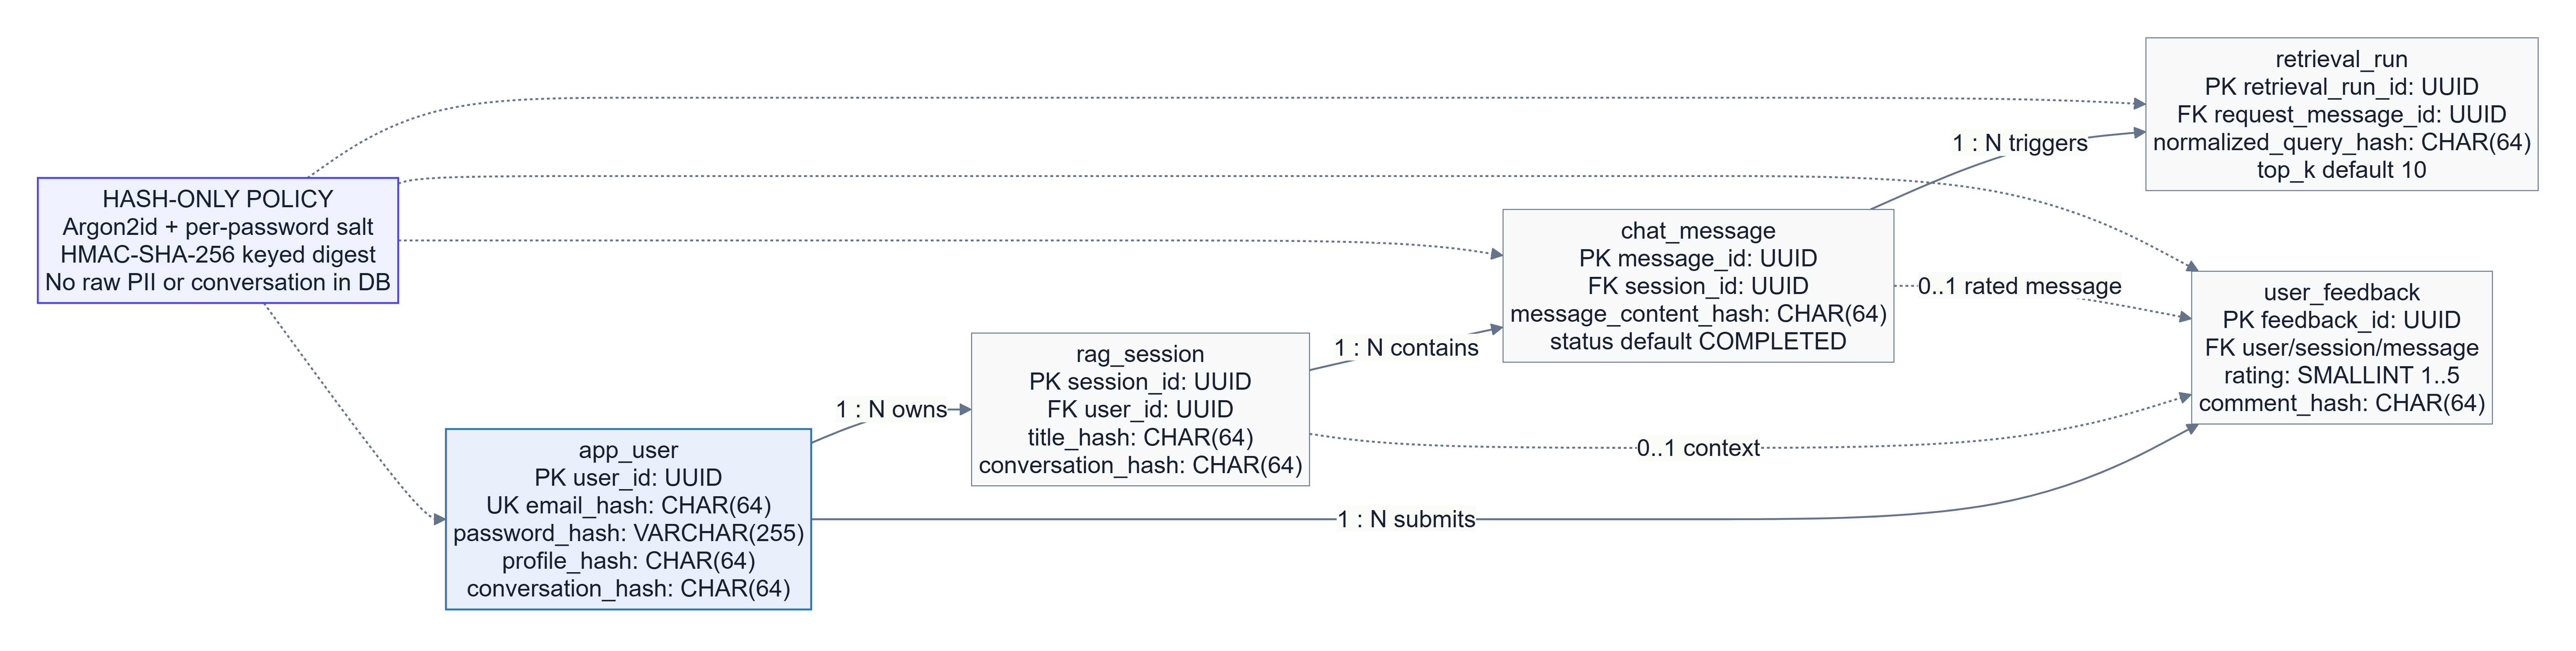 HASH-ONLY POLICY
Argon2id + per-password salt
HMAC-SHA-256 keyed digest
No raw PII or conversation in DB
app_user
PK user_id: UUID
UK email_hash: CHAR(64)
password_hash: VARCHAR(255)
profile_hash: CHAR(64)
conversation_hash: CHAR(64)
1 : N owns
rag_session
PK session_id: UUID
FK user_id: UUID
title_hash: CHAR(64)
conversation_hash: CHAR(64)
1 : N contains
chat_message
PK message_id: UUID
FK session_id: UUID
message_content_hash: CHAR(64)
status default COMPLETED
1 : N triggers
0..1 rated message
0..1 context
1 : N submits
retrieval_run
PK retrieval_run_id: UUID
FK request_message_id: UUID
normalized_query_hash: CHAR(64)
top_k default 10
user_feedback
PK feedback_id: UUID
FK user/session/message
rating: SMALLINT 1..5
comment_hash: CHAR(64)